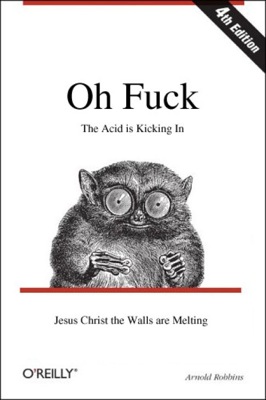 4th Edition
Oh Fuck
The Acid is Kicking In
Jesus Christ the Walls are Melting
O'REILLY®
Arnold Robbins